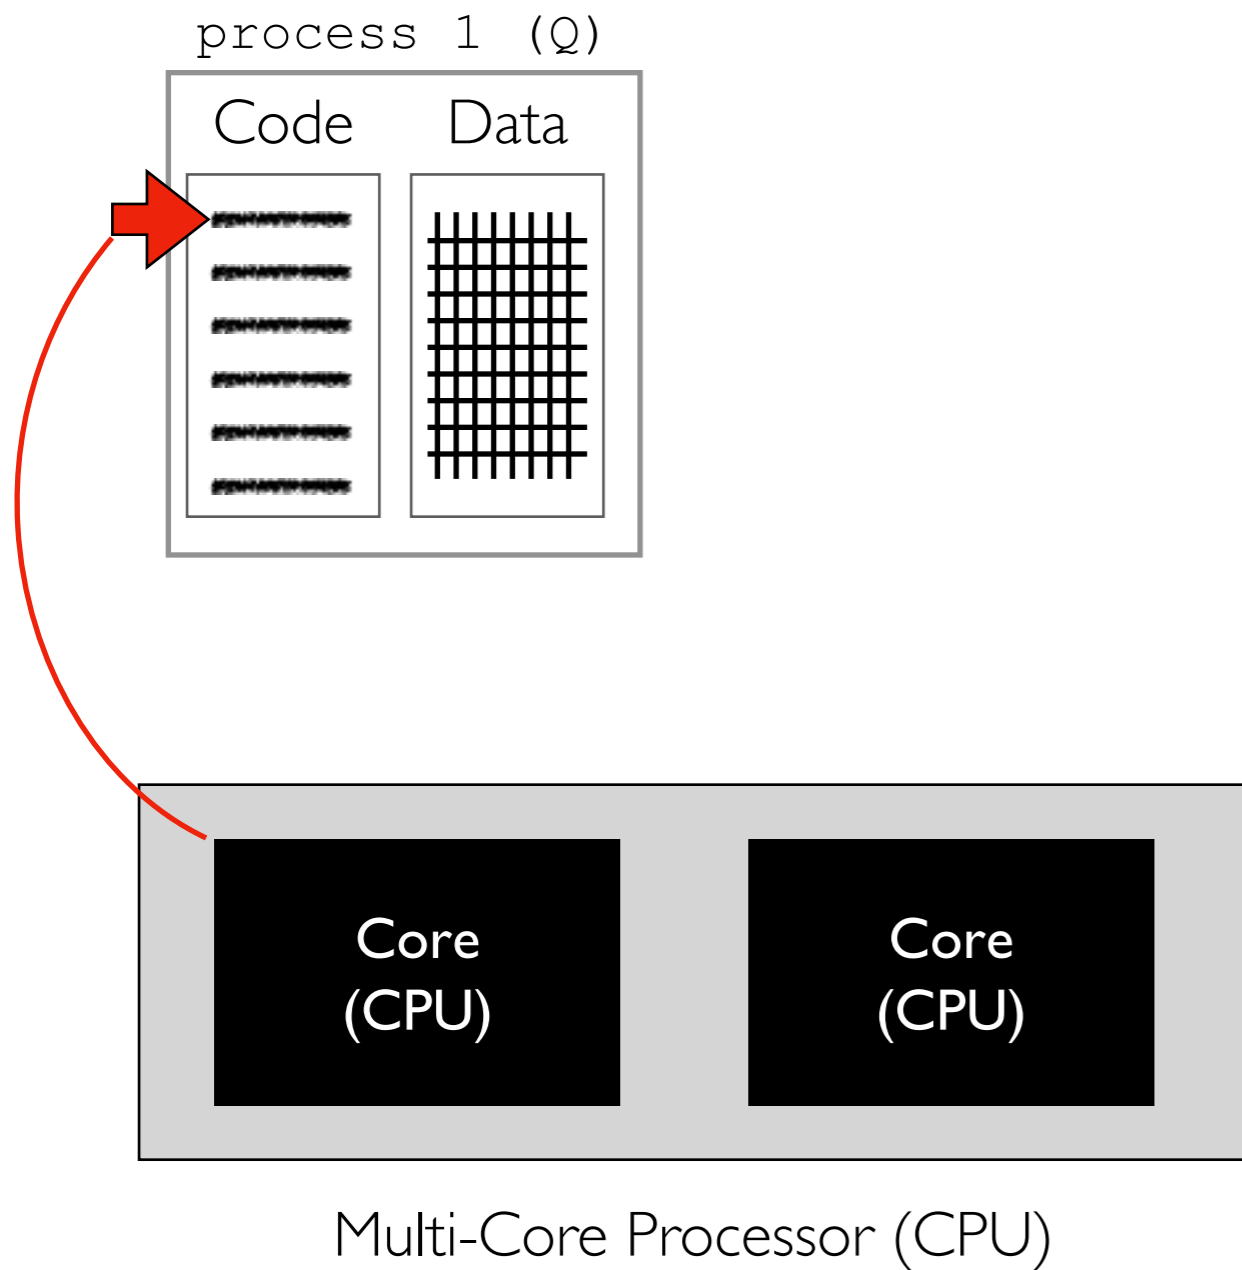 process 1 (Q)
Code Data
Core Core
(CPU) (CPU)
Multi-Core Processor (CPU)